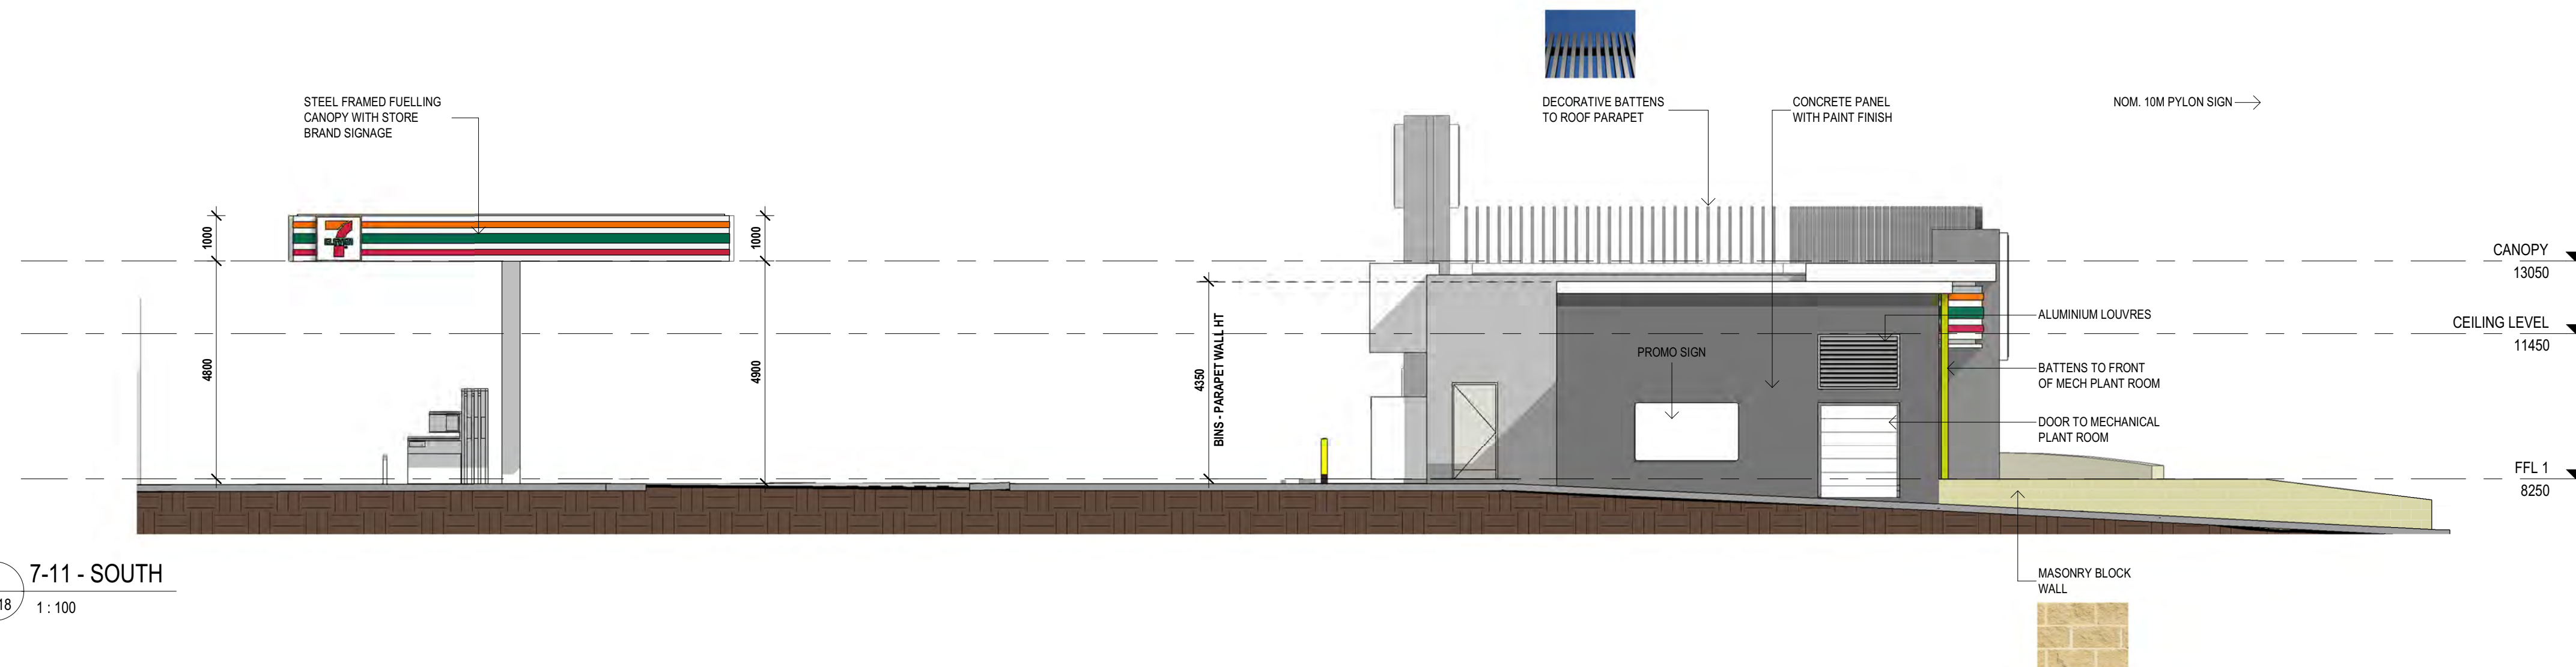 STEEL FRAMED FUELLING
CANOPY WITH STORE
BRAND SIGNAGE
DECORATIVE BATTENS
TO ROOF PARAPET
CONCRETE PANEL
WITH PAINT FINISH
NOM. 10M PYLON SIGN
1000
7
ELEVEN
1000
CANOPY
13050
4800
4900
4350
BINS - PARAPET WALL HT
PROMO SIGN
ALUMINIUM LOUVRES
CEILING LEVEL
11450
BATTENS TO FRONT
OF MECH PLANT ROOM
DOOR TO MECHANICAL
PLANT ROOM
FFL 1
8250
7-11 - SOUTH
18
1 : 100
MASONRY BLOCK
WALL